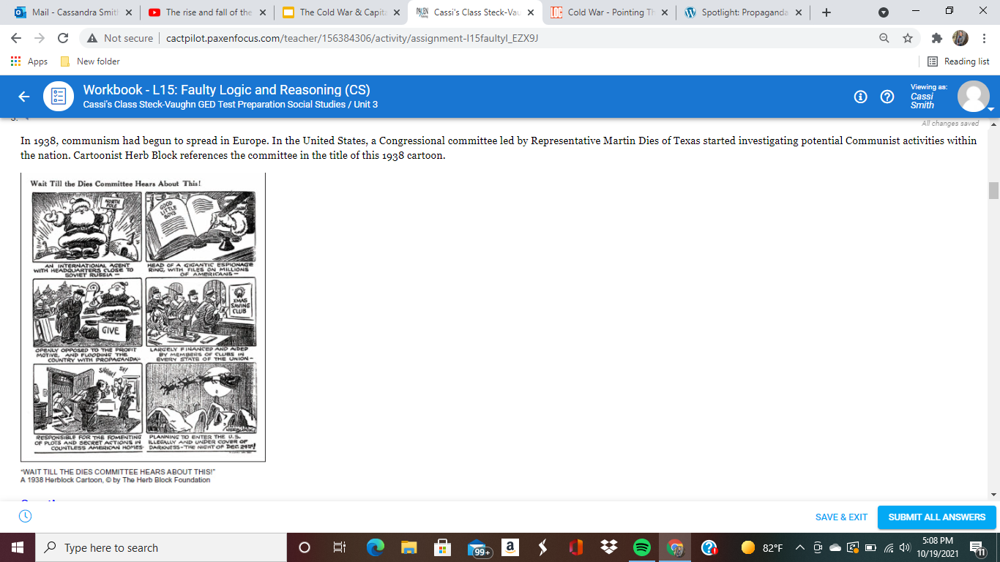 Mail - Cassandra Smit
The rise and fall of the
The Cold War & Capit
Cassi's Class Steck-Vau
Cold War - Pointing Th
Spotlight: Propaganda
Not secure
cactpilot.paxenfocus.com/teacher/156384306/activity/assignment-l15faultyl_EZX9J
Apps
New folder
Reading list
Workbook - L15: Faulty Logic and Reasoning (CS)
Cassi's Class Steck-Vaughn GED Test Preparation Social Studies / Unit 3
Viewing as:
Cassi
Smith
All changes saved
In 1938, communism had begun to spread in Europe. In the United States, a Congressional committee led by Representative Martin Dies of Texas started investigating potential Communist activities within
the nation. Cartoonist Herb Block references the committee in the title of this 1938 cartoon.
Wait Till the Dies Committee Hears About This!
NORTH
POLE
AN INTERNATIONAL AGENT
WITH HEADQUARTERS CLOSE TO
SOVIET RUSSIA —
GOOD
LITTLE
BOYS
HEAD OF A GIGANTIC ESPIONAGE
RING, WITH FILES ON MILLIONS
OF AMERICANS —
GIVE
OPENLY OPPOSED TO THE PROFIT
MOTIVE, AND FLOODING THE
COUNTRY WITH PROPAGANDA—
XMAS
SAVING
CLUB
LARGELY FINANCED AND AIDED
BY MEMBERS OF CLUBS IN
EVERY STATE OF THE UNION —
RESPONSIBLE FOR THE FOMENTING
OF PLOTS AND SECRET ACTIONS IN
COUNTLESS AMERICAN HOMES-
PLANNING TO ENTER THE U.S.
ILLEGALLY AND UNDER COVER OF
DARKNESS—THE NIGHT OF DEC. 24TH!
"WAIT TILL THE DIES COMMITTEE HEARS ABOUT THIS!"
A 1938 Herblock Cartoon, © by The Herb Block Foundation
SAVE & EXIT
SUBMIT ALL ANSWERS
Type here to search
99+
82°F
5:08 PM
10/19/2021
11